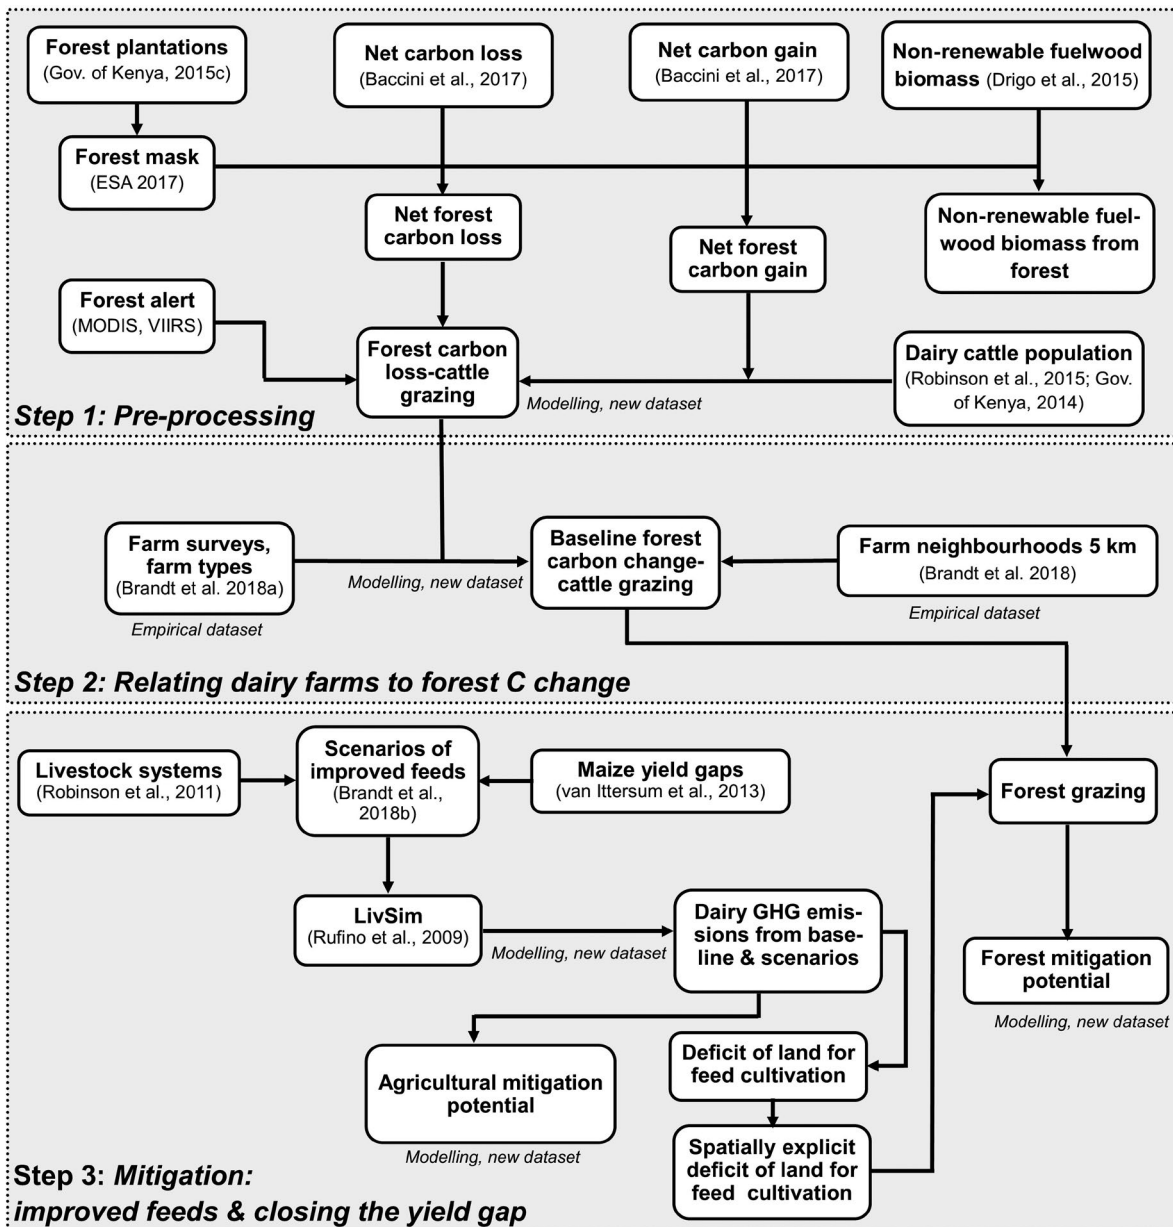 Forest plantations
(Gov. of Kenya, 2015c)
Net carbon loss
(Baccini et al., 2017)
Net carbon gain
(Baccini et al., 2017)
Non-renewable fuelwood
biomass (Drigo et al., 2015)
Forest mask
(ESA 2017)
Net forest
carbon loss
Net forest
carbon gain
Non-renewable fuel-
wood biomass from
forest
Forest alert
(MODIS, VIIRS)
Forest carbon
loss-cattle
grazing
Modelling, new dataset
Dairy cattle population
(Robinson et al., 2015; Gov.
of Kenya, 2014)
Step 1: Pre-processing
Farm surveys,
farm types
(Brandt et al. 2018a)
Empirical dataset
Modelling, new dataset
Baseline forest
carbon change-
cattle grazing
Farm neighbourhoods 5 km
(Brandt et al. 2018)
Empirical dataset
Step 2: Relating dairy farms to forest C change
Livestock systems
(Robinson et al., 2011)
Scenarios of
improved feeds
(Brandt et al.,
2018b)
Maize yield gaps
(van Ittersum et al., 2013)
Forest grazing
LivSim
(Rufino et al., 2009)
Modelling, new dataset
Dairy GHG emis-
sions from base-
line & scenarios
Forest mitigation
potential
Modelling, new dataset
Agricultural mitigation
potential
Modelling, new dataset
Deficit of land for
feed cultivation
Spatially explicit
deficit of land for
feed cultivation
Step 3: Mitigation:
improved feeds & closing the yield gap